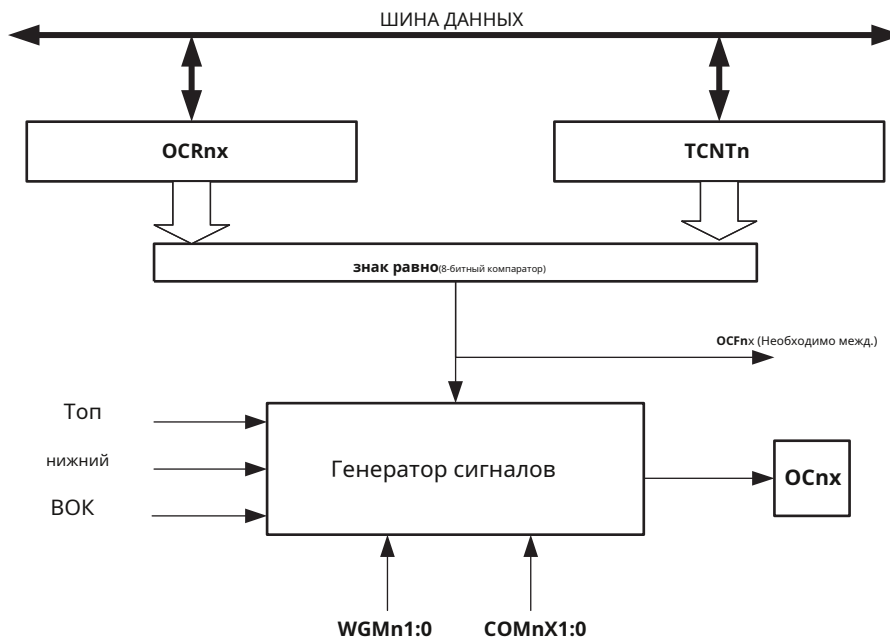 ШИНА ДАННЫХ
OCRnx
TCNTn
знак равно(8-битный компаратор)
OCFnx (Необходимо межд.)
Топ
нижний
ВОК
Генератор сигналов
OCnx
WGMn1:0
COMnX1:0